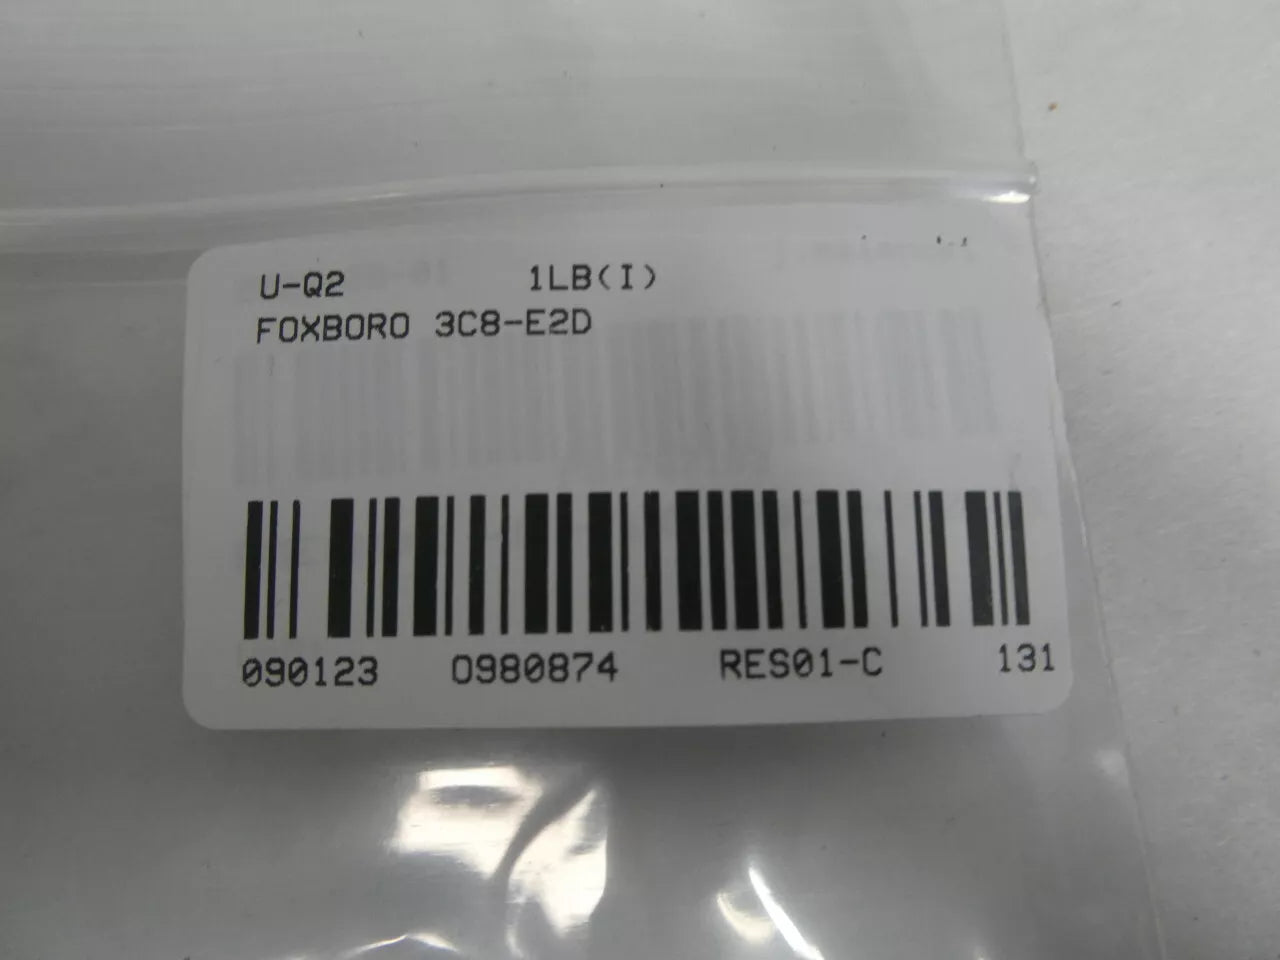 U-Q2 1LB(I)
FOXBORO 3C8-E2D
090123 0980874 RES01-C 131